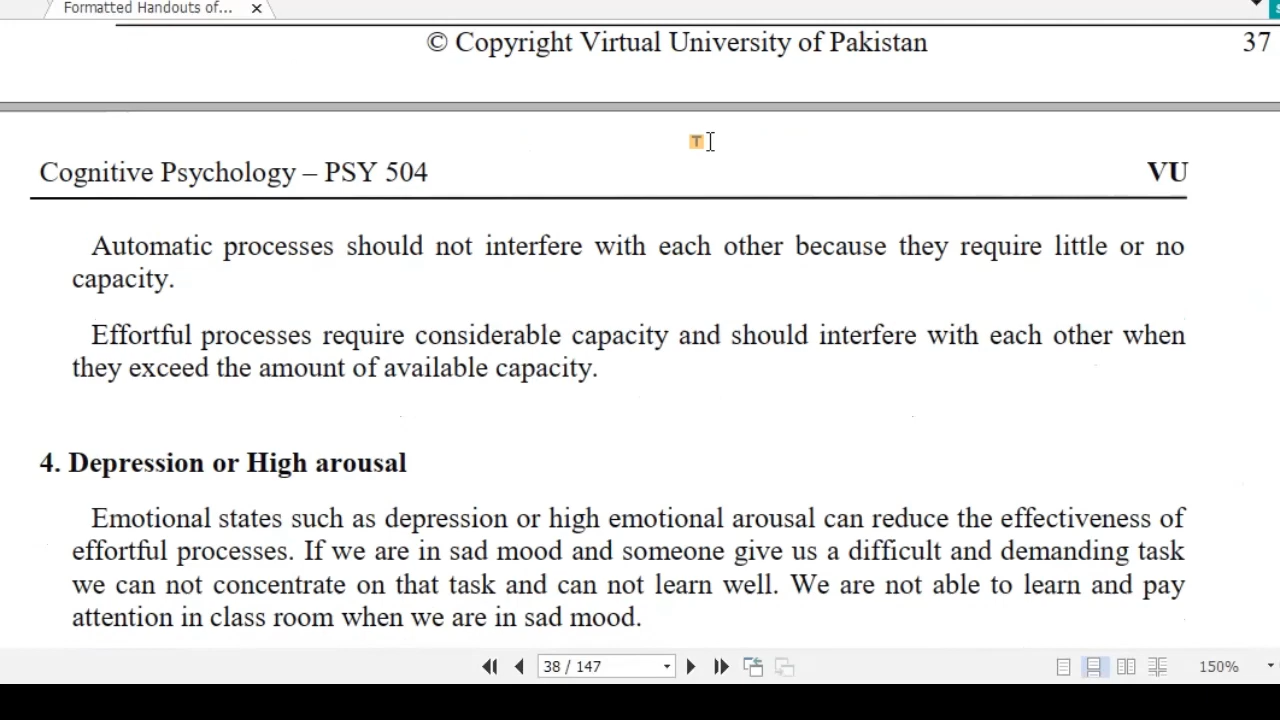 Formatted Handouts of...
© Copyright Virtual University of Pakistan 37
T
Cognitive Psychology – PSY 504 VU
Automatic processes should not interfere with each other because they require little or no
capacity.
Effortful processes require considerable capacity and should interfere with each other when
they exceed the amount of available capacity.
4. Depression or High arousal
Emotional states such as depression or high emotional arousal can reduce the effectiveness of
effortful processes. If we are in sad mood and someone give us a difficult and demanding task
we can not concentrate on that task and can not learn well. We are not able to learn and pay
attention in class room when we are in sad mood.
38 / 147 150%